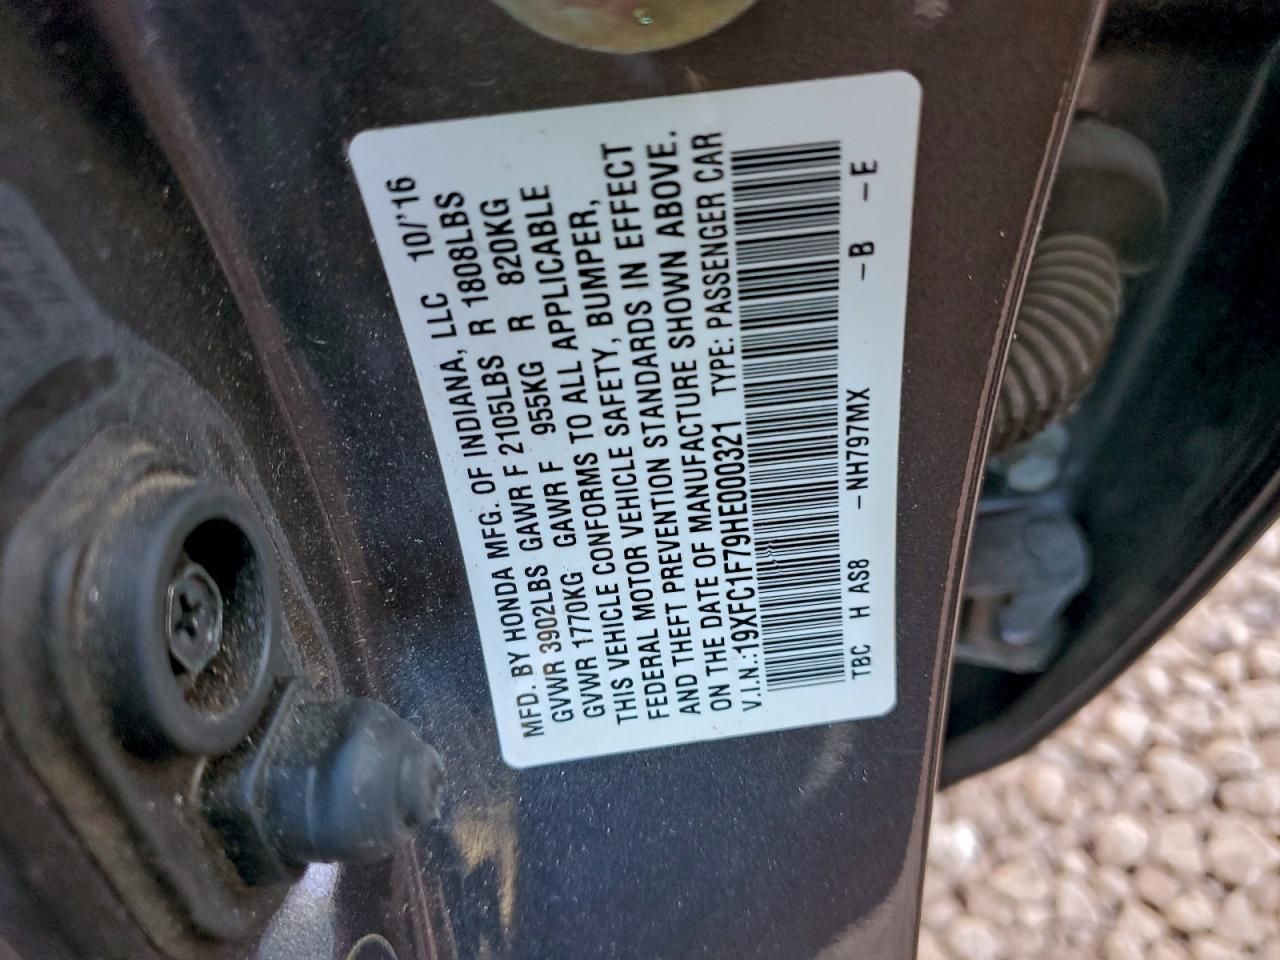 MFD. BY HONDA MFG. OF INDIANA, LLC 10/'16
GVWR 3902LBS GAWR F 2105LBS R 1808LBS
GVWR 1770KG GAWR F 955KG R 820KG
THIS VEHICLE CONFORMS TO ALL APPLICABLE
FEDERAL MOTOR VEHICLE SAFETY, BUMPER,
AND THEFT PREVENTION STANDARDS IN EFFECT
ON THE DATE OF MANUFACTURE SHOWN ABOVE.
V.I.N.:19XFC1F79HE000321 TYPE: PASSENGER CAR
TBC H AS8 -NH797MX -B -E